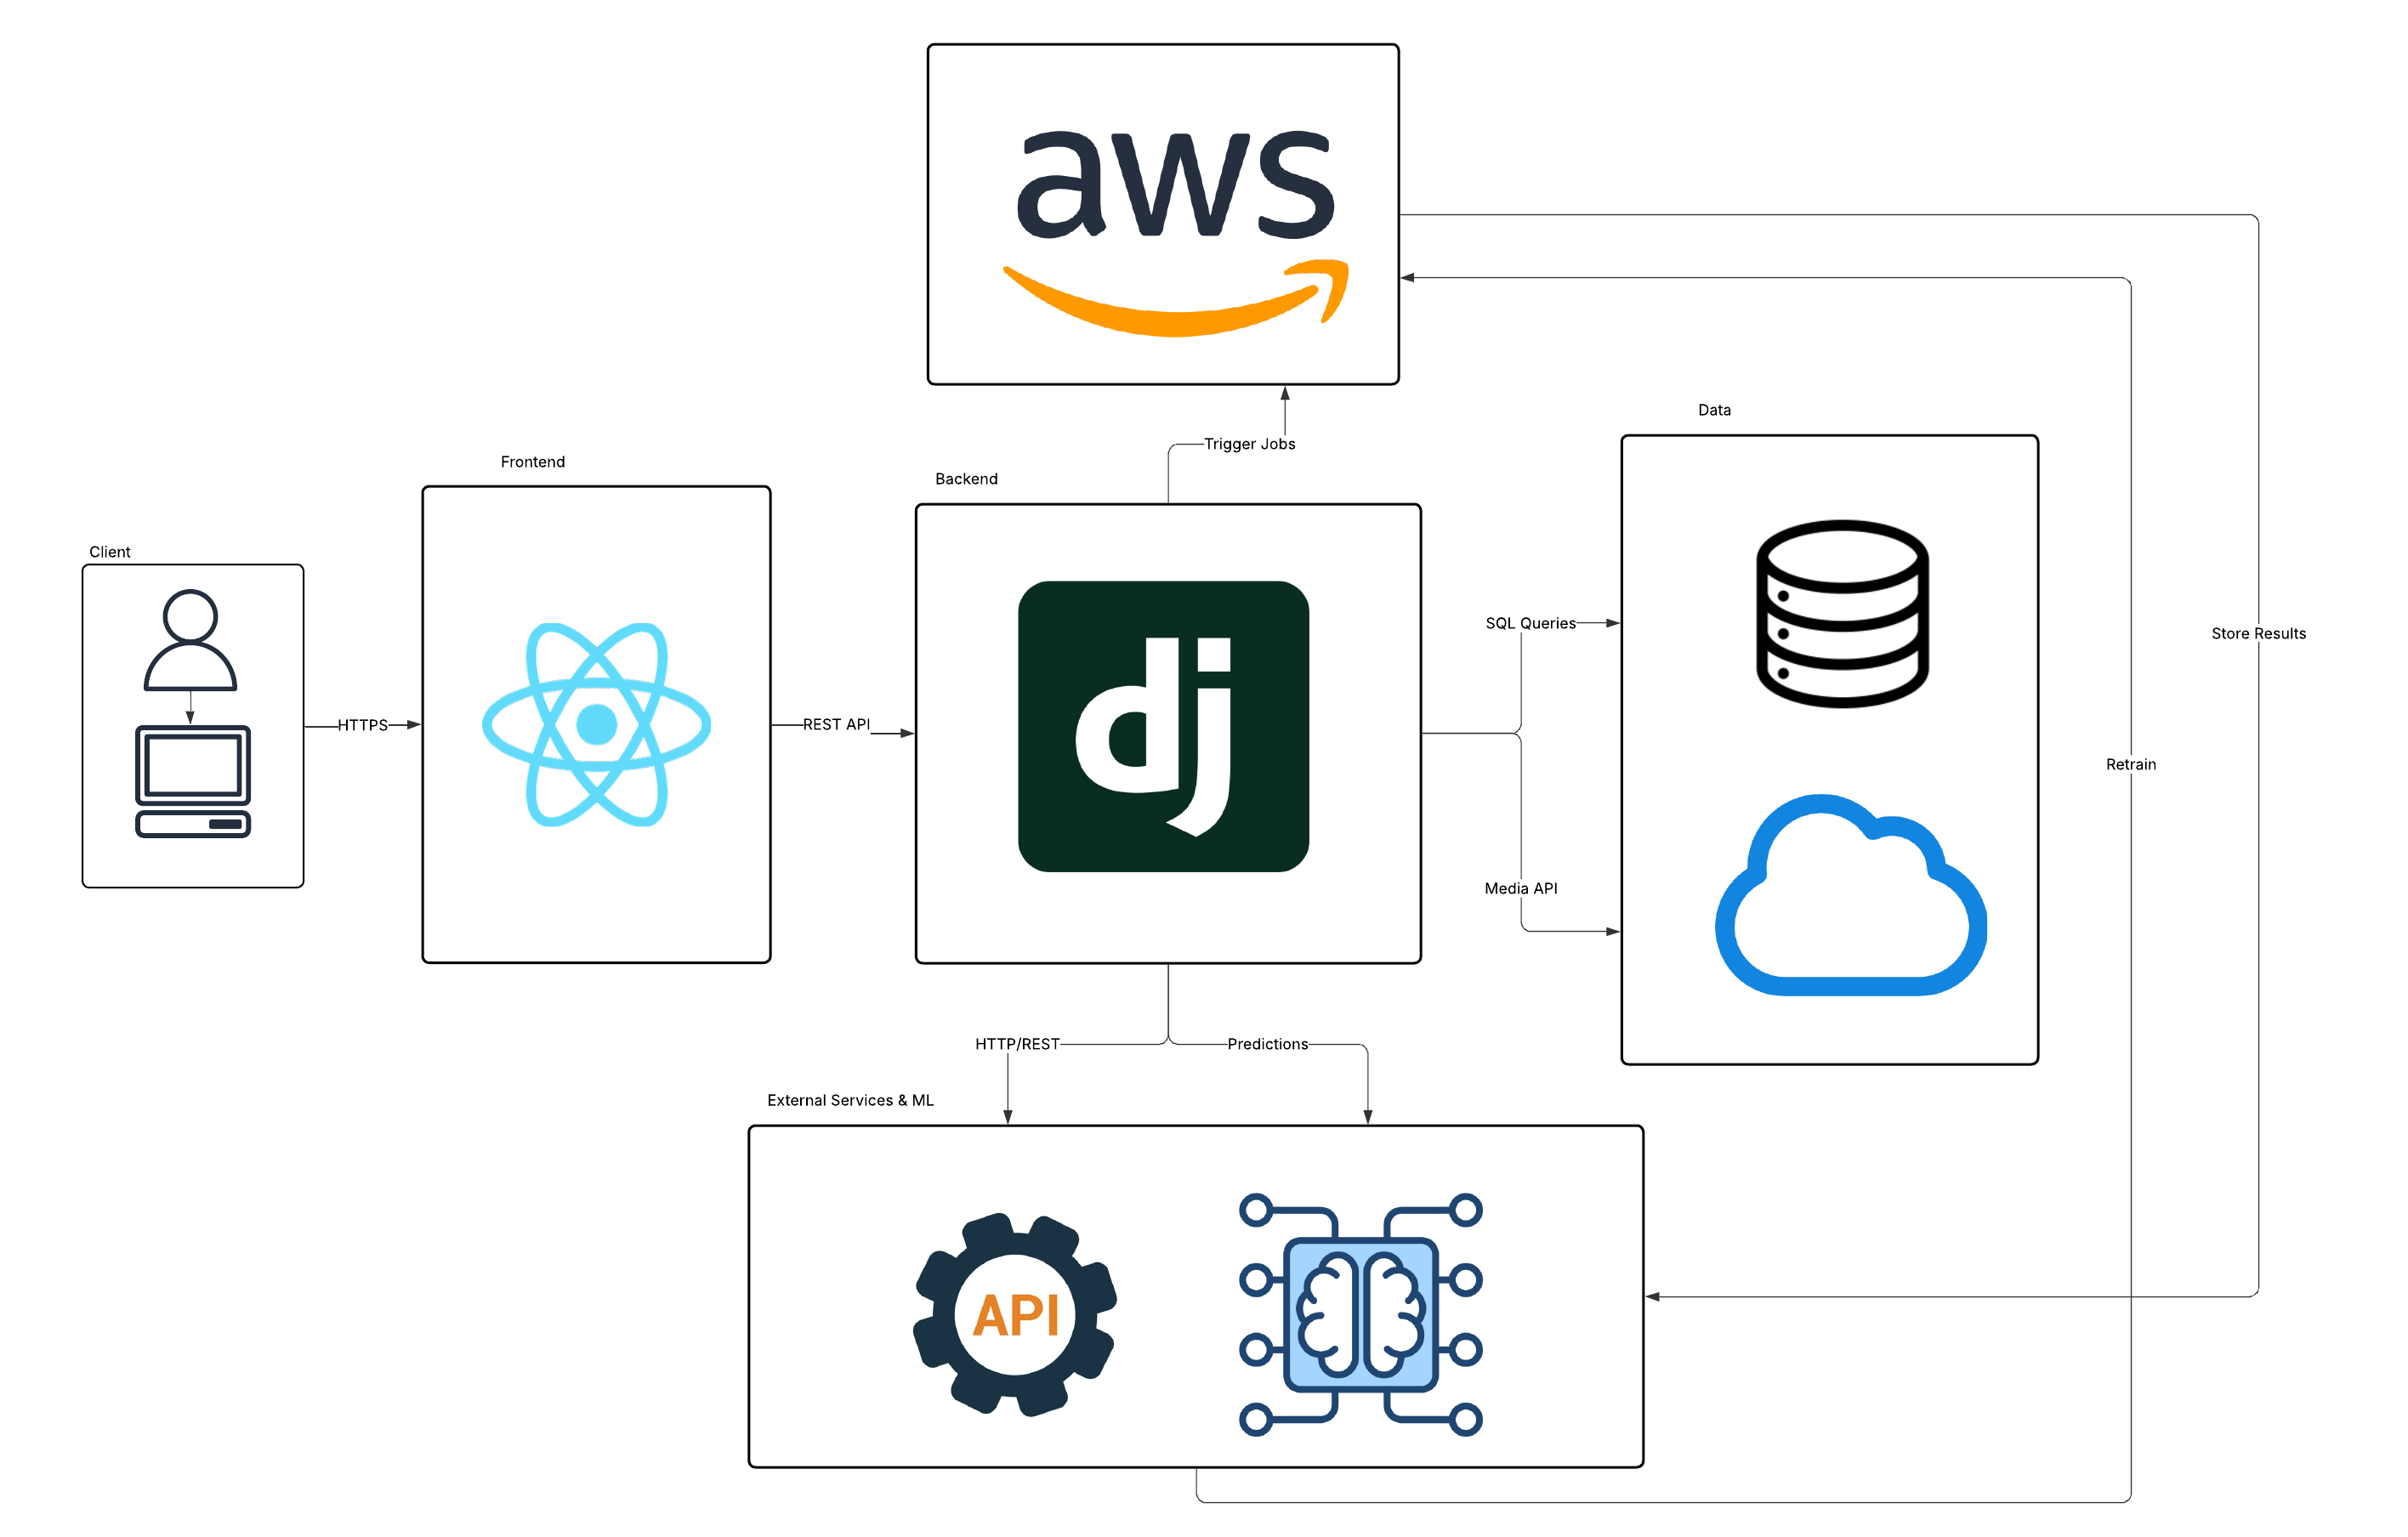 aws
Data
Trigger Jobs
Frontend
Backend
Client
SQL Queries
Store Results
dj
HTTPS
REST API
Retrain
Media API
HTTP/REST
Predictions
External Services & ML
API